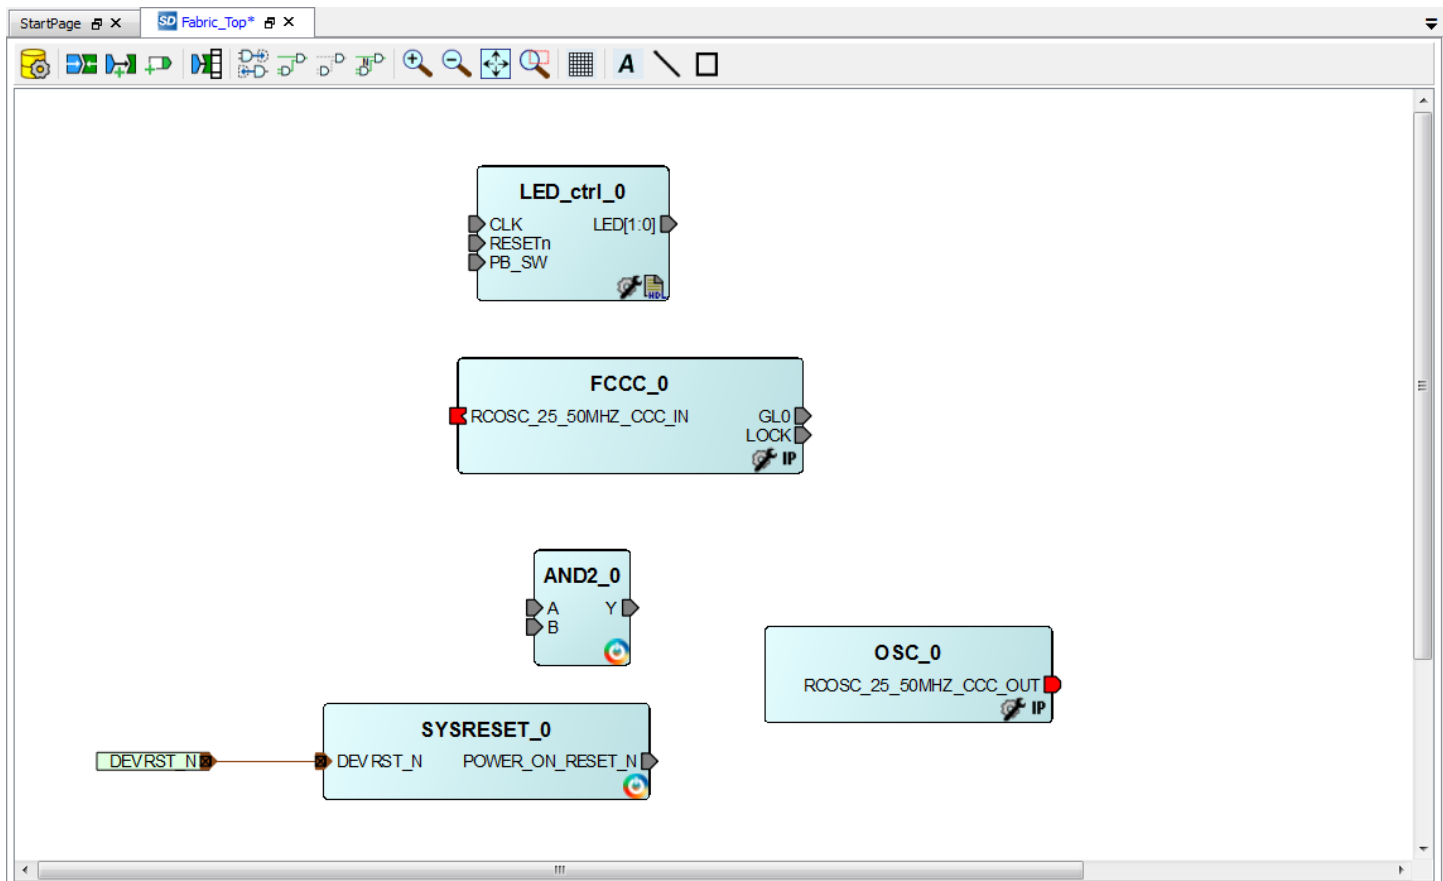 StartPage
SD Fabric_Top*
A
LED_ctrl_0
CLK LED[1:0]
RESETn
PB_SW
HDL
FCCC_0
RCOSC_25_50MHZ_CCC_IN GL0
LOCK
IP
AND2_0
A Y
B
OSC_0
RCOSC_25_50MHZ_CCC_OUT
IP
SYSRESET_0
DEVRST_N DEVRST_N POWER_ON_RESET_N